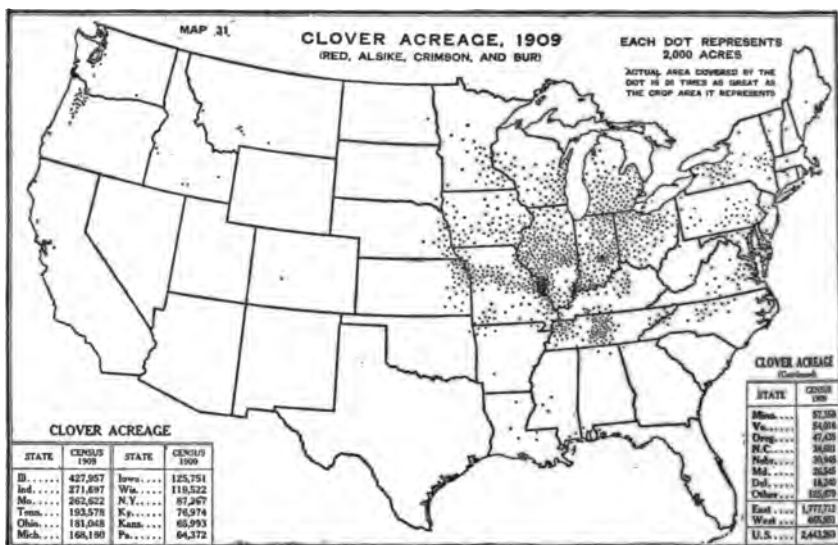 MAP 31.
CLOVER ACREAGE, 1909
(RED, ALSIKE, CRIMSON, AND BUR)
EACH DOT REPRESENTS
2,000 ACRES
ACTUAL AREA COVERED BY THE
DOT IS 25 TIMES AS GREAT AS
THE CROP AREA IT REPRESENTS
CLOVER ACREAGE
STATE CENSUS 1909 STATE CENSUS 1909
Ill..... 427,957 Iowa..... 125,751
Ind..... 271,697 Wis..... 119,522
Mo..... 262,622 N.Y..... 87,267
Tenn..... 193,578 Ky..... 76,974
Ohio..... 181,048 Kans..... 65,993
Mich..... 168,180 Pa..... 64,372
CLOVER ACREAGE
(Continued)
STATE CENSUS 1909
Minn....
Va....
Oreg....
N.C....
Nebr....
Md....
Del....
Other...
East....
West....
U.S....